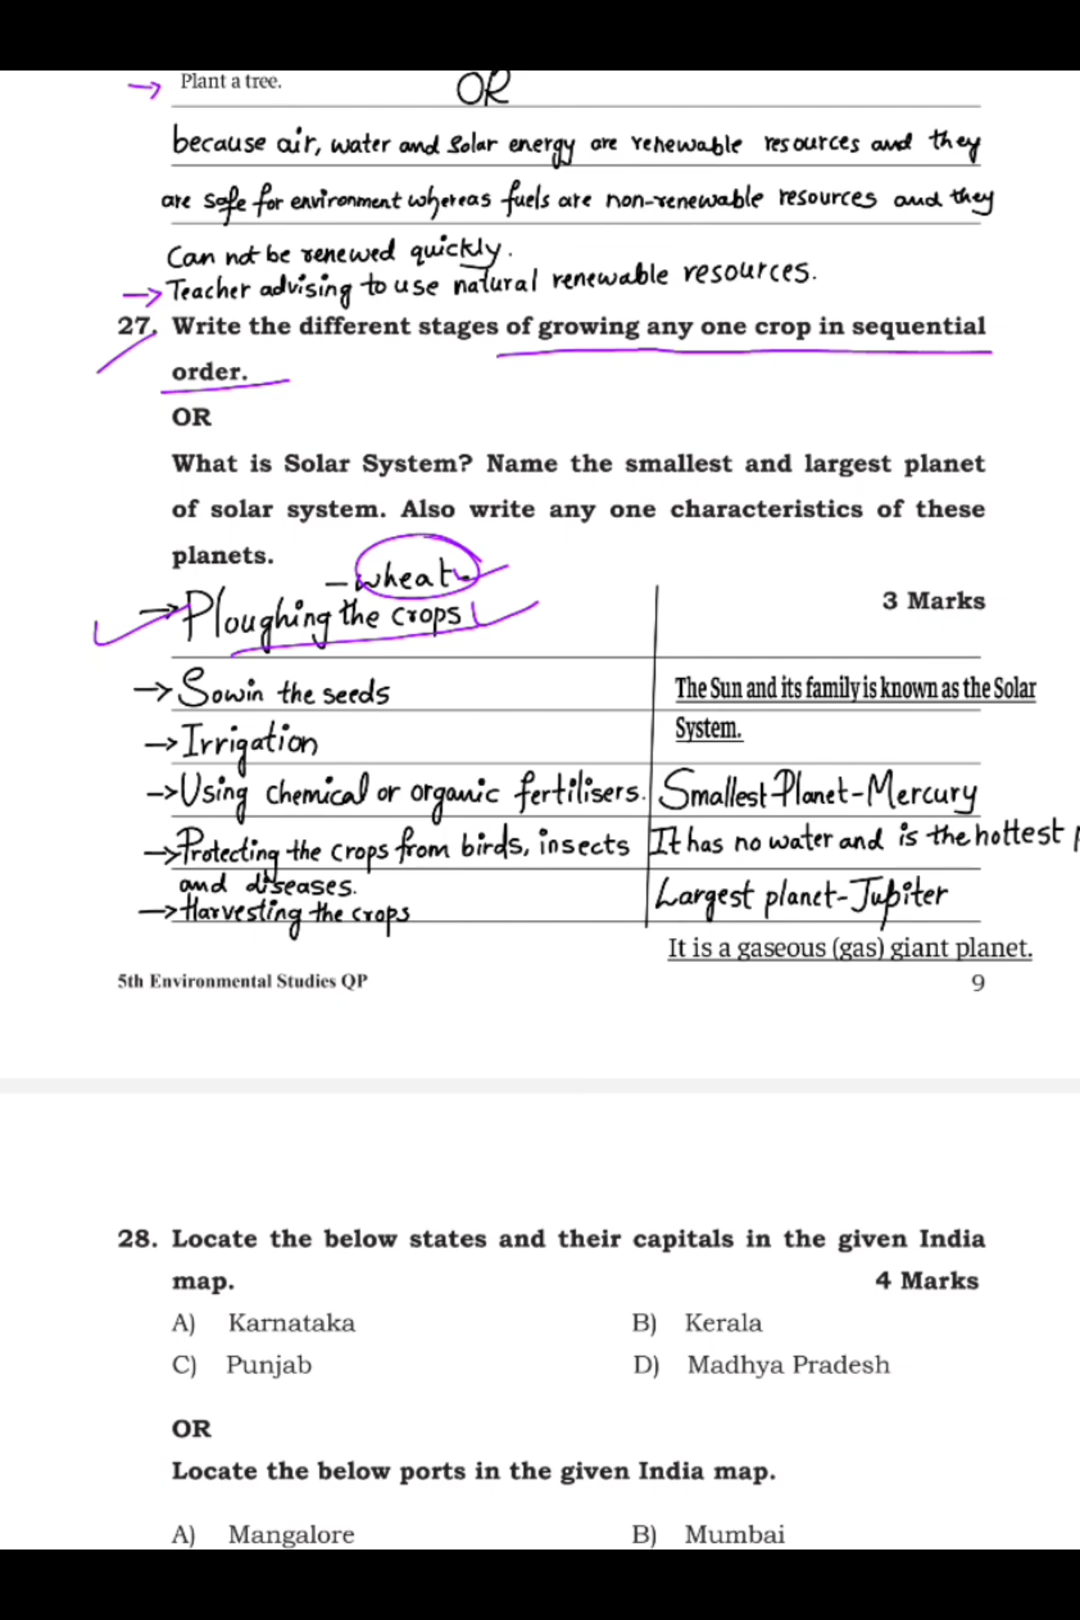 Plant a tree.
OR
because air, water and Solar energy are renewable resources and they
are safe for environment whereas fuels are non-renewable resources and they
Can not be renewed quickly.
Teacher advising to use natural renewable resources.
27. Write the different stages of growing any one crop in sequential
order.
OR
What is Solar System? Name the smallest and largest planet
of solar system. Also write any one characteristics of these
planets.
- wheat
3 Marks
→ Ploughing the crops
→ Sowin the seeds
→ Irrigation
→ Using chemical or organic fertilisers.
→ Protecting the crops from birds, insects
and diseases.
→ Harvesting the crops
The Sun and its family is known as the Solar
System.
Smallest Planet-Mercury
It has no water and is the hottest
Largest planet-Jupiter
It is a gaseous (gas) giant planet.
5th Environmental Studies QP
9
28. Locate the below states and their capitals in the given India
map.
4 Marks
A) Karnataka B) Kerala
C) Punjab D) Madhya Pradesh
OR
Locate the below ports in the given India map.
A) Mangalore B) Mumbai